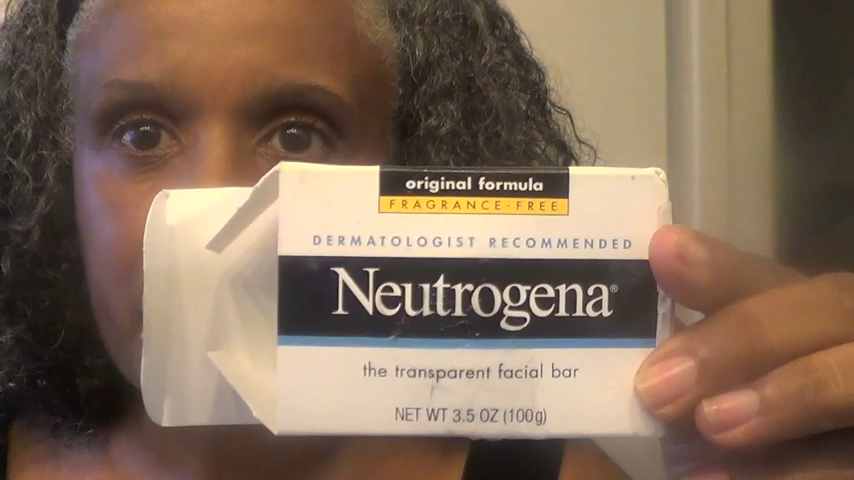 original formula
FRAGRANCE-FREE
DERMATOLOGIST RECOMMENDED
Neutrogena®
the transparent facial bar
NET WT 3.5 OZ (100g)